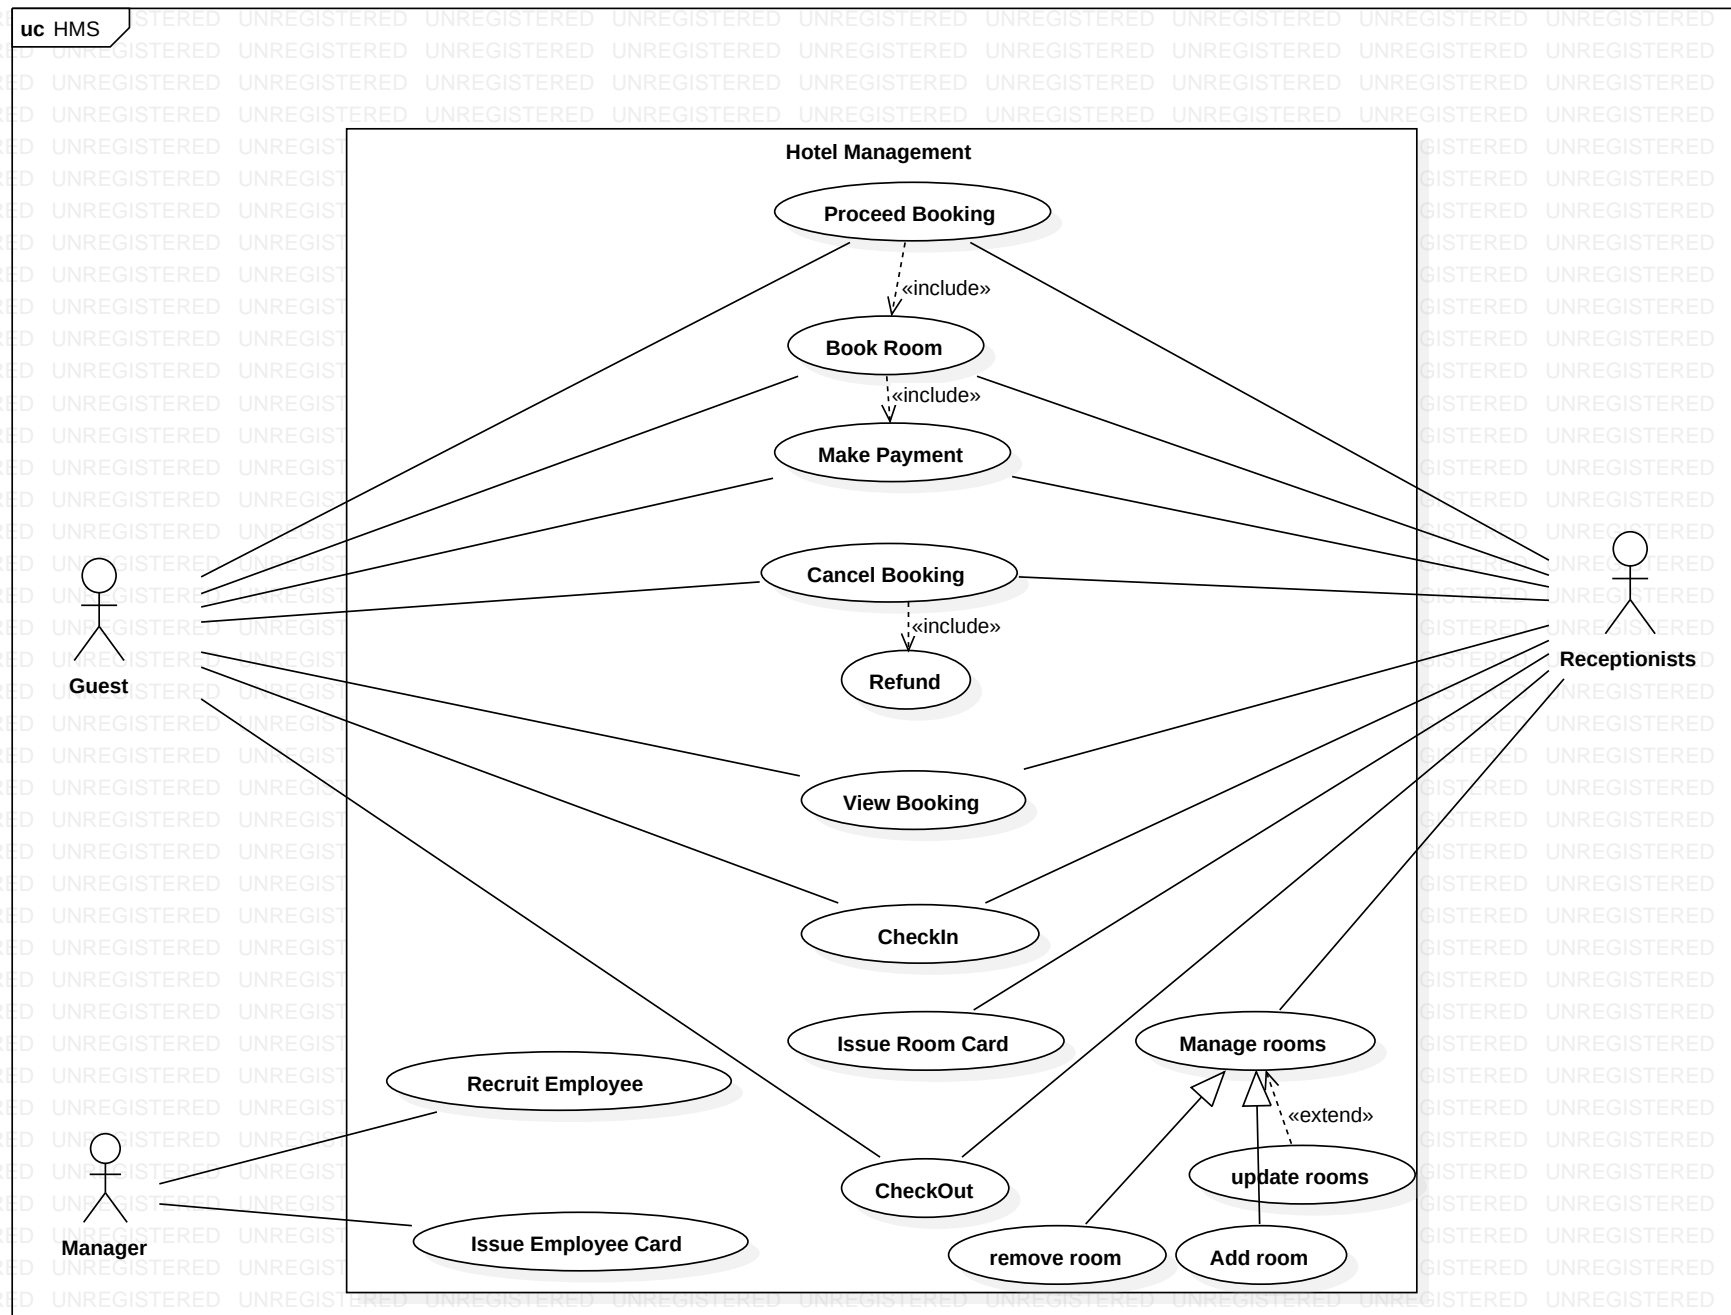 uc HMS
Hotel Management
Proceed Booking
«include»
Book Room
«include»
Make Payment
Cancel Booking
«include»
Refund
Guest
Receptionists
View Booking
CheckIn
Issue Room Card
Manage rooms
Recruit Employee
«extend»
update rooms
CheckOut
Manager
Issue Employee Card
remove room
Add room
UNREGISTERED